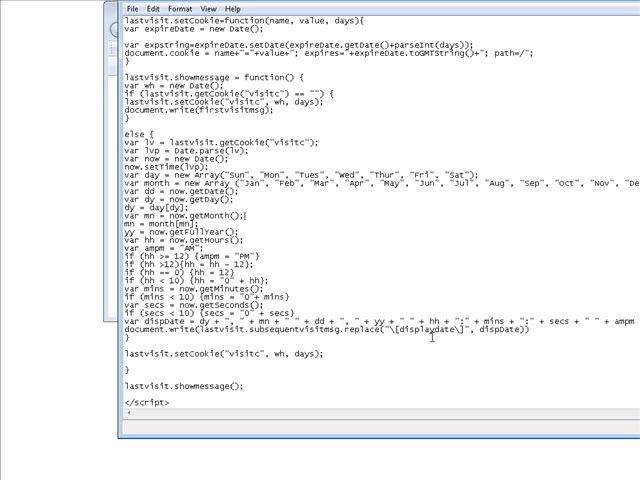 File Edit Format View Help
lastvisit.setCookie=function(name, value, days){
var expireDate = new Date();
var expstring=expireDate.setDate(expireDate.getDate()+parseInt(days));
document.cookie = name+"="+value+"; expires="+expireDate.toGMTString()+"; path=/";
}
lastvisit.showmessage = function() {
var wh = new Date();
if (lastvisit.getCookie("visitc") == "") {
lastvisit.setCookie("visitc", wh, days);
document.write(firstvisitmsg);
}
else {
var lv = lastvisit.getCookie("visitc");
var lvp = Date.parse(lv);
var now = new Date();
now.setTime(lvp);
var day = new Array("Sun", "Mon", "Tues", "Wed", "Thur", "Fri", "Sat");
var month = new Array ("Jan", "Feb", "Mar", "Apr", "May", "Jun", "Jul", "Aug", "Sep", "Oct", "Nov", "De
var dd = now.getDate();
var dy = now.getDay();
dy = day[dy];
var mn = now.getMonth();
mn = month[mn];
yy = now.getFullYear();
var hh = now.getHours();
var ampm = "AM";
if (hh >= 12) {ampm = "PM"}
if (hh >12){hh = hh - 12};
if (hh == 0) {hh = 12}
if (hh < 10) {hh = "0" + hh};
var mins = now.getMinutes();
if (mins < 10) {mins = "0"+ mins}
var secs = now.getSeconds();
if (secs < 10) {secs = "0" + secs}
var dispDate = dy + ", " + mn + " " + dd + ", " + yy + " " + hh + ":" + mins + ":" + secs + " " + ampm
document.write(lastvisit.subsequentvisitmsg.replace("\[displaydate\]", dispDate))
}
lastvisit.setCookie("visitc", wh, days);
}
lastvisit.showmessage();
</script>